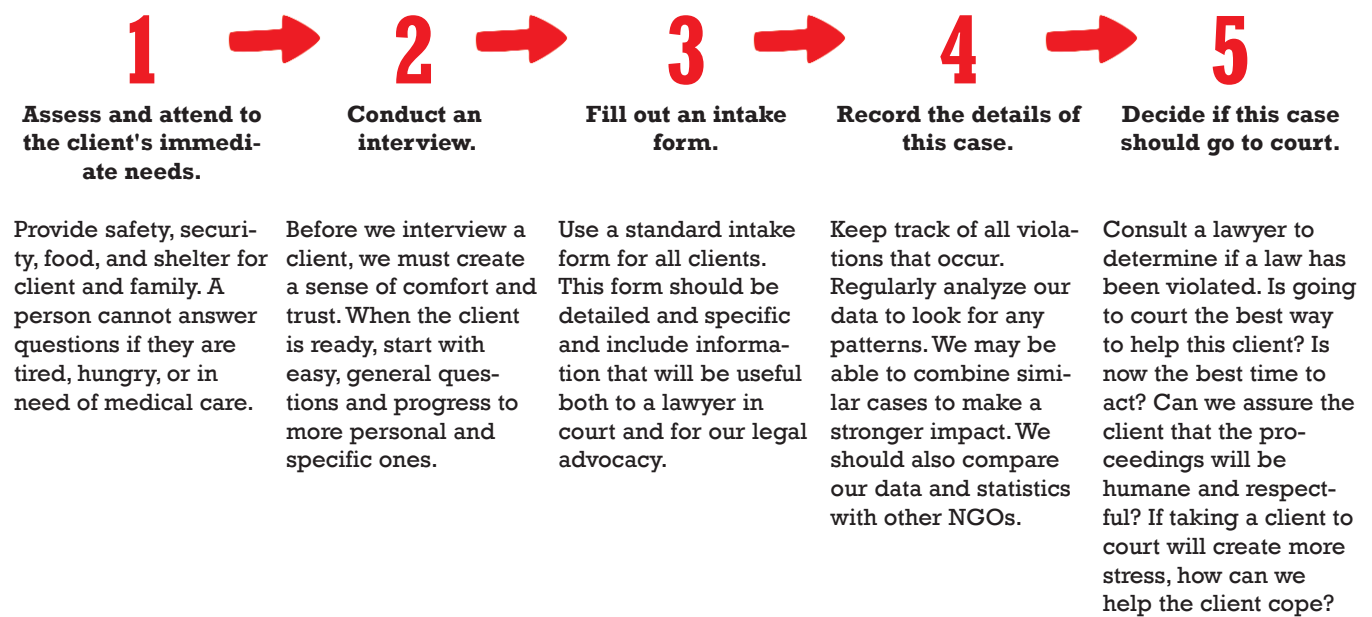 1
2
3
4
5
Assess and attend to
the client's immedi-
ate needs.
Conduct an
interview.
Fill out an intake
form.
Record the details of
this case.
Decide if this case
should go to court.
Provide safety, securi-
ty, food, and shelter for
client and family. A
person cannot answer
questions if they are
tired, hungry, or in
need of medical care.
Before we interview a
client, we must create
a sense of comfort and
trust. When the client
is ready, start with
easy, general ques-
tions and progress to
more personal and
specific ones.
Use a standard intake
form for all clients.
This form should be
detailed and specific
and include informa-
tion that will be useful
both to a lawyer in
court and for our legal
advocacy.
Keep track of all viola-
tions that occur.
Regularly analyze our
data to look for any
patterns. We may be
able to combine simi-
lar cases to make a
stronger impact. We
should also compare
our data and statistics
with other NGOs.
Consult a lawyer to
determine if a law has
been violated. Is going
to court the best way
to help this client? Is
now the best time to
act? Can we assure the
client that the pro-
ceedings will be
humane and respect-
ful? If taking a client to
court will create more
stress, how can we
help the client cope?